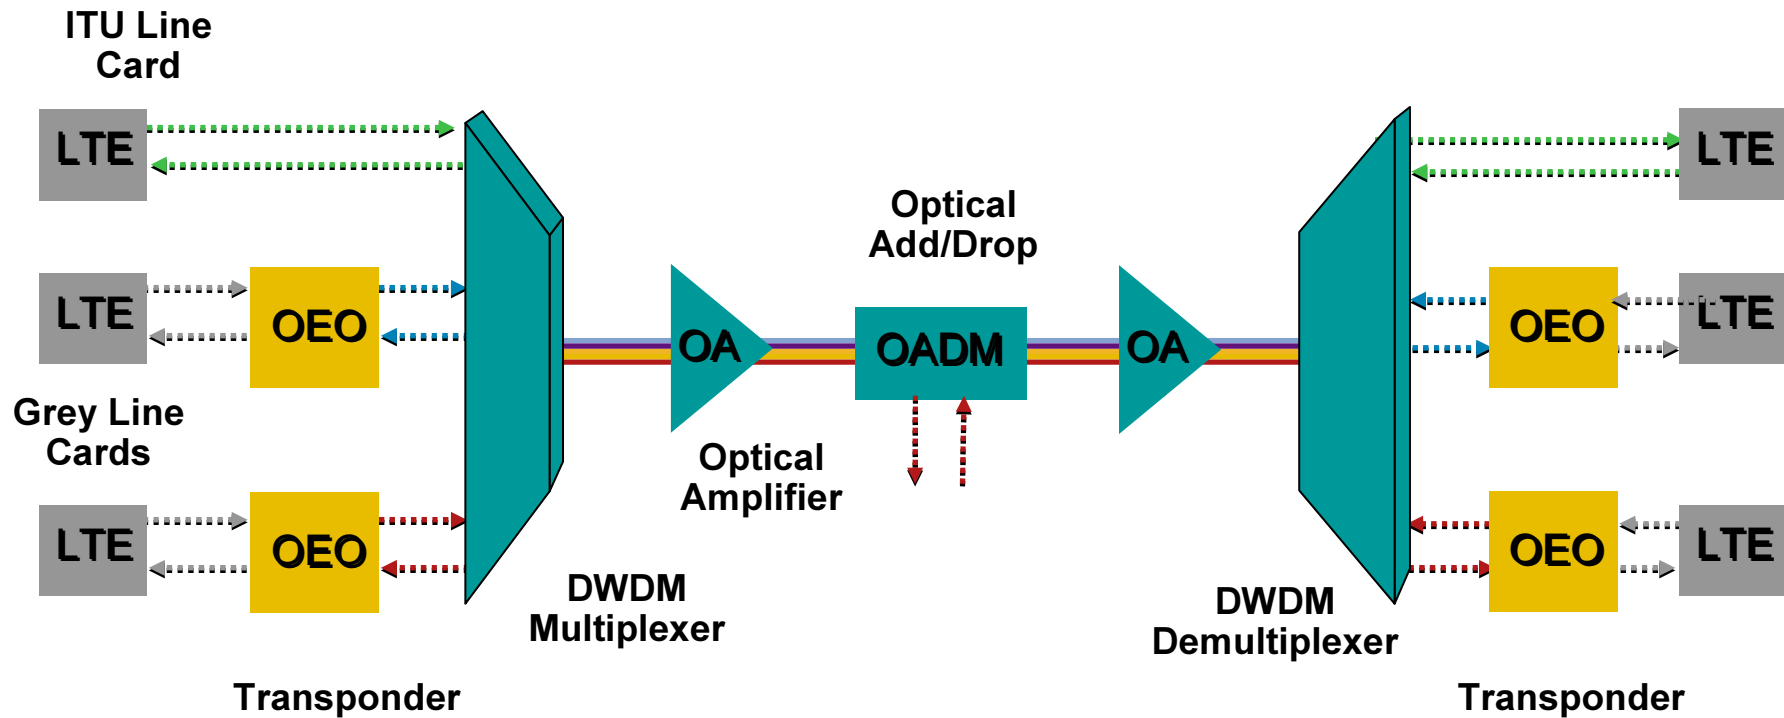 ITU Line
Card
LTE
LTE
OEO
Grey Line
Cards
LTE
OEO
Transponder
DWDM
Multiplexer
OA
Optical
Amplifier
Optical
Add/Drop
OADM
OA
DWDM
Demultiplexer
LTE
OEO
LTE
OEO
LTE
Transponder